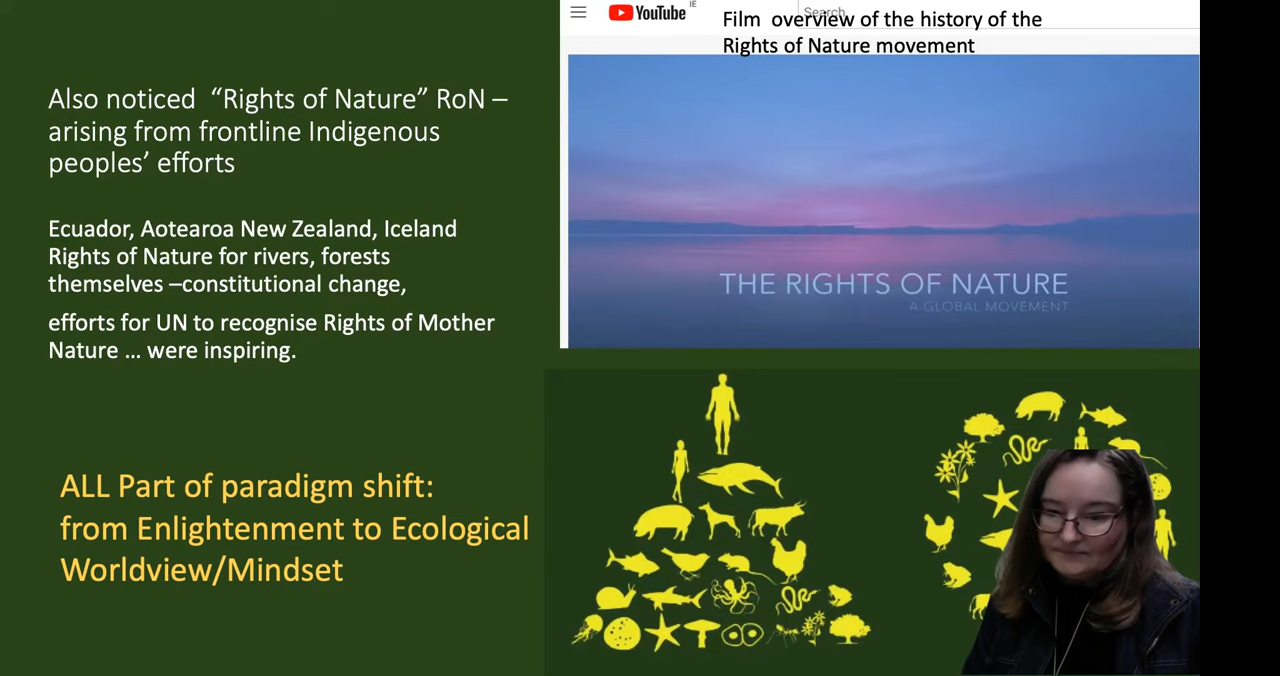 Also noticed “Rights of Nature” RoN –
arising from frontline Indigenous
peoples’ efforts
Ecuador, Aotearoa New Zealand, Iceland
Rights of Nature for rivers, forests
themselves –constitutional change,
efforts for UN to recognise Rights of Mother
Nature ... were inspiring.
ALL Part of paradigm shift:
from Enlightenment to Ecological
Worldview/Mindset
YouTube IE
Search
Film overview of the history of the
Rights of Nature movement
THE RIGHTS OF NATURE
A GLOBAL MOVEMENT